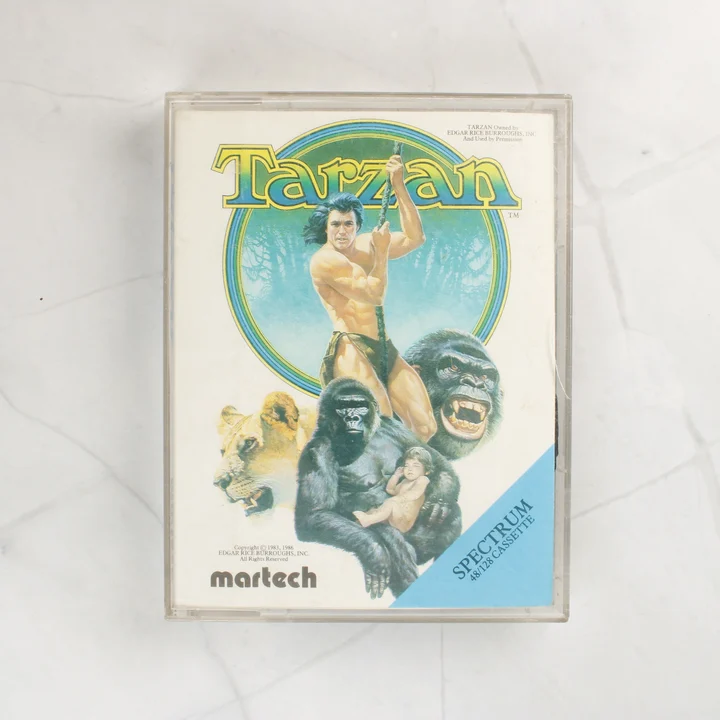 TARZAN Owned by
EDGAR RICE BURROUGHS, INC.
And Used by Permission
Tarzan
TM
SPECTRUM
48/128 CASSETTE
Copyright © 1983, 1986
EDGAR RICE BURROUGHS, INC.
All Rights Reserved
martech